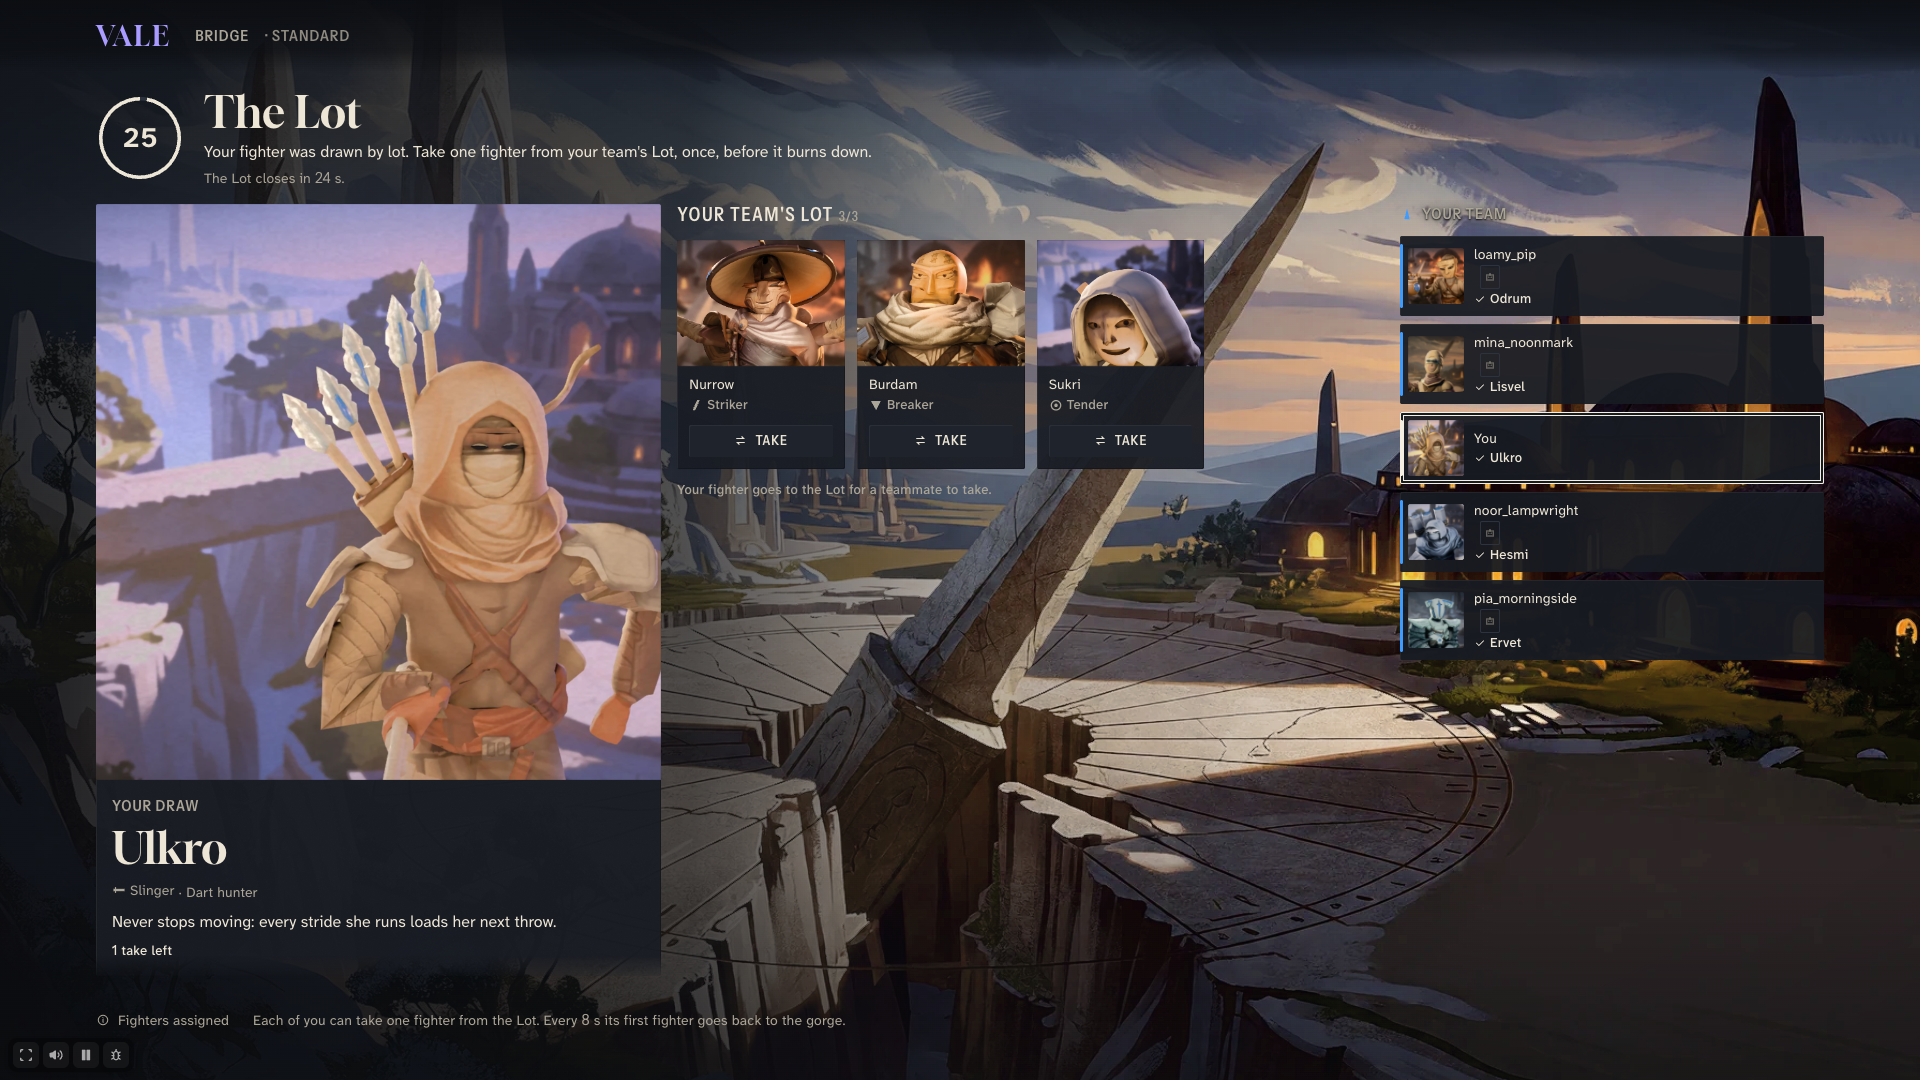 VALE BRIDGE · STANDARD
25
The Lot
Your fighter was drawn by lot. Take one fighter from your team's Lot, once, before it burns down.
The Lot closes in 24 s.
YOUR DRAW
Ulkro
Slinger · Dart hunter
Never stops moving: every stride she runs loads her next throw.
1 take left
YOUR TEAM'S LOT 3/3
Nurrow
Striker
TAKE
Burdam
Breaker
TAKE
Sukri
Tender
TAKE
Your fighter goes to the Lot for a teammate to take.
YOUR TEAM
loamy_pip
Odrum
mina_noonmark
Lisvel
You
Ulkro
noor_lampwright
Hesmi
pia_morningside
Ervet
Fighters assigned Each of you can take one fighter from the Lot. Every 8 s its first fighter goes back to the gorge.